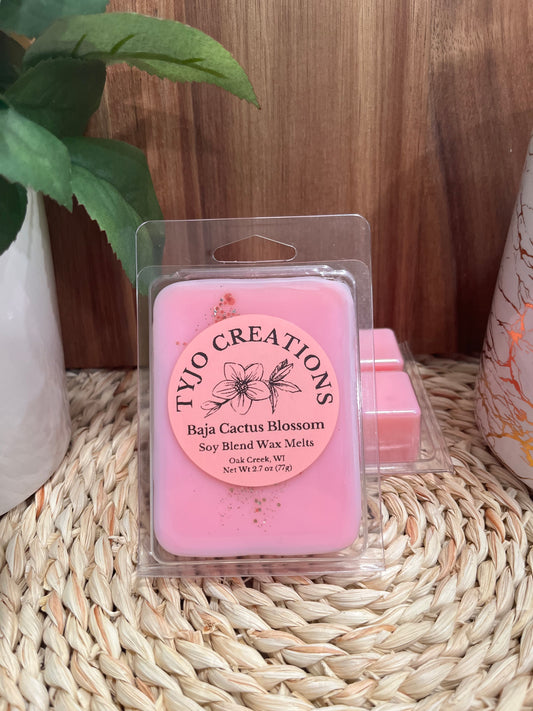 TYJO CREATIONS
Baja Cactus Blossom
Soy Blend Wax Melts
Oak Creek, WI
Net Wt 2.7 oz (77g)